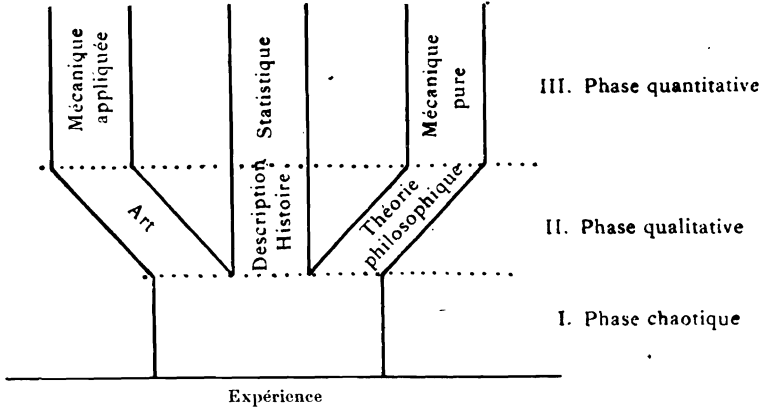 Mécanique
appliquée
Statistique
Mécanique
pure
III. Phase quantitative
Art
Description
Histoire
Théorie
philosophique
II. Phase qualitative
I. Phase chaotique
Expérience